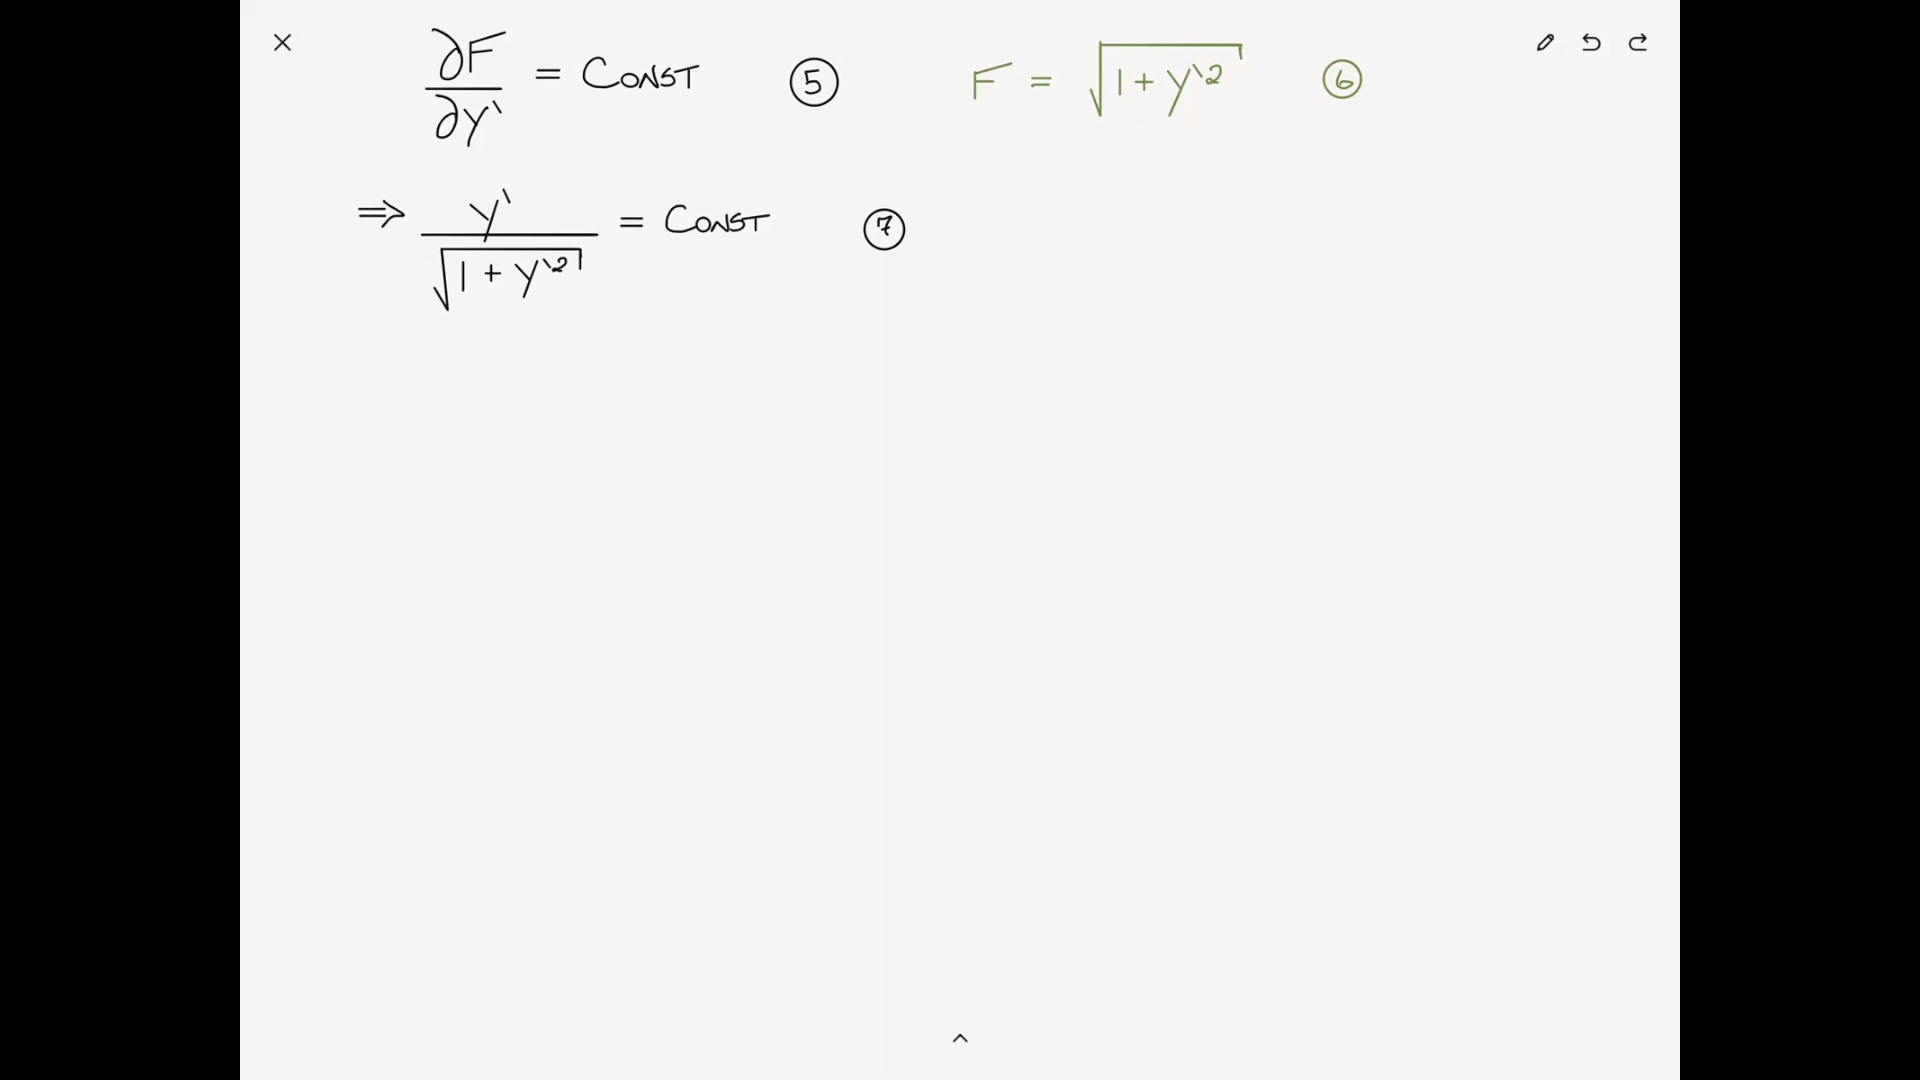 ∂F/∂y' = CONST ⑤ F = √(1 + y'²) ⑥
⇒ y'/√(1 + y'²) = CONST ⑦